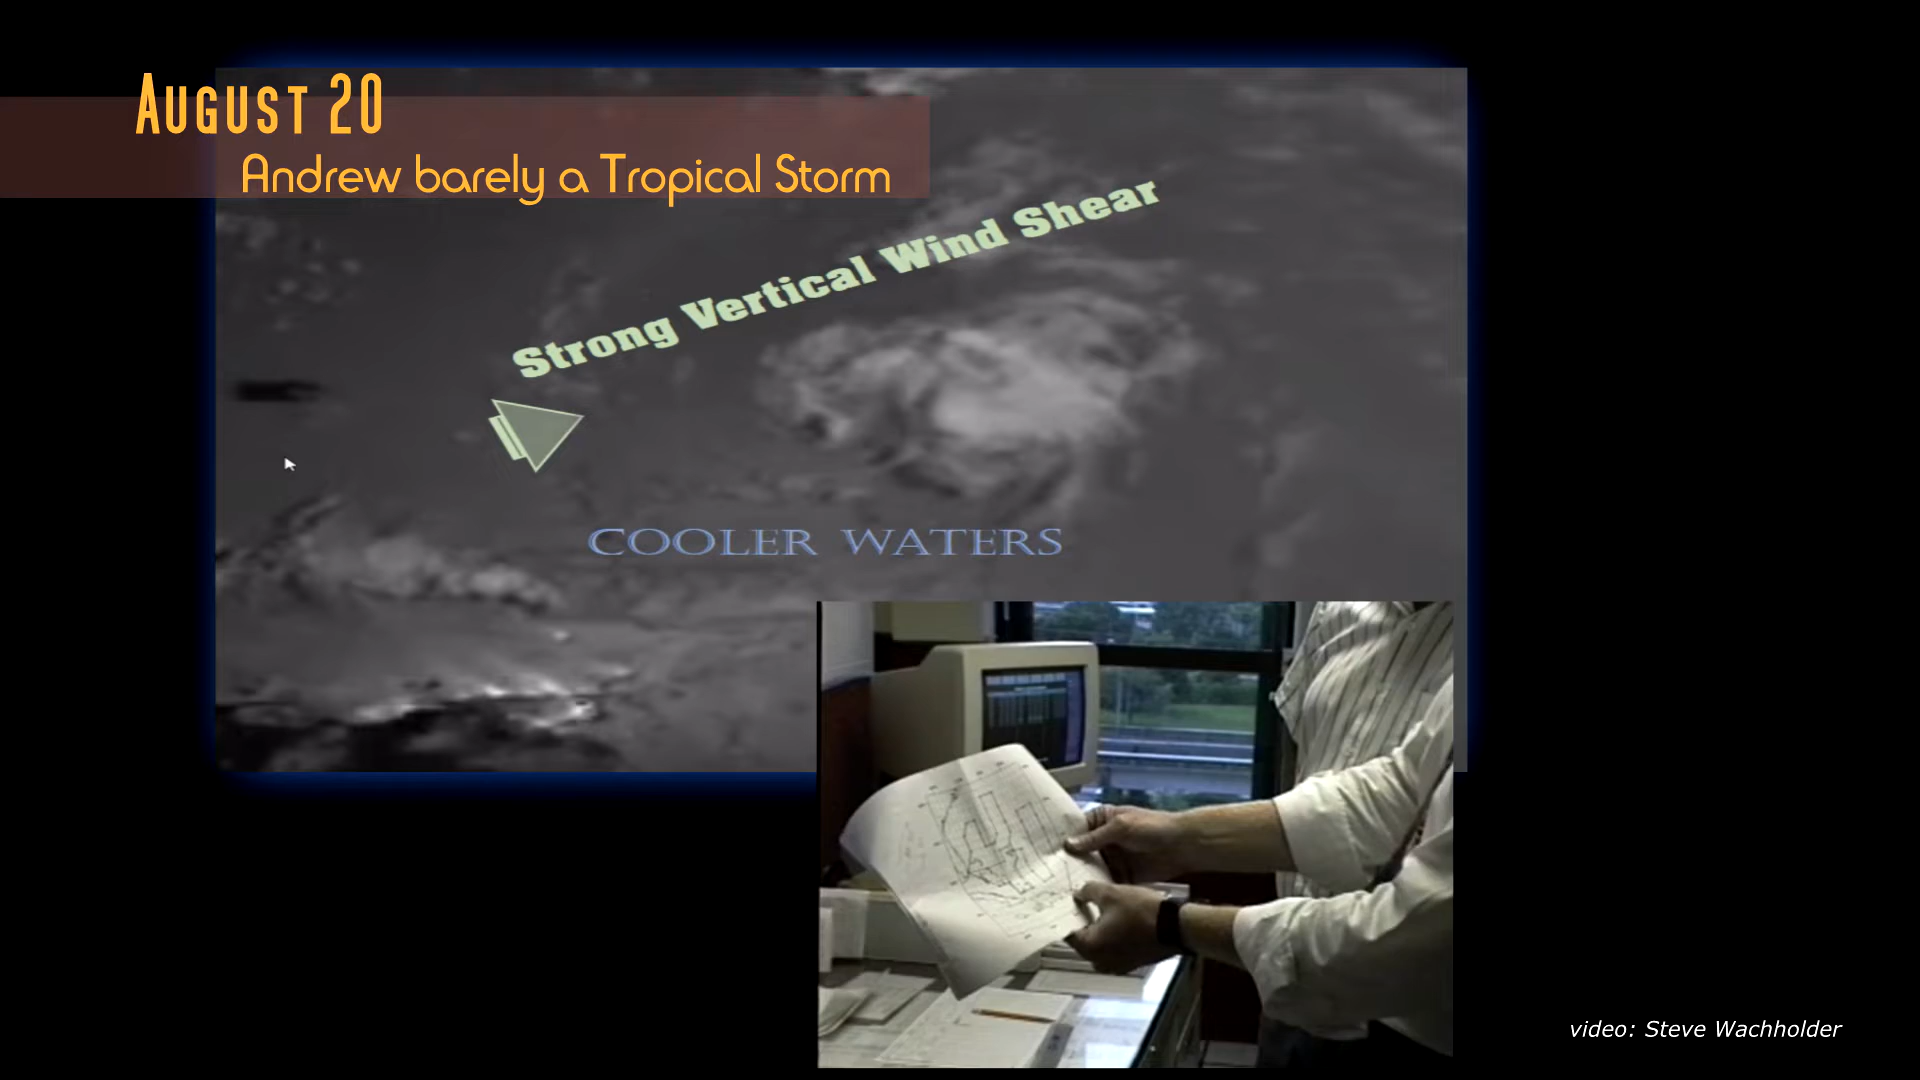 August 20
Andrew barely a Tropical Storm
Strong Vertical Wind Shear
COOLER WATERS
video: Steve Wachholder